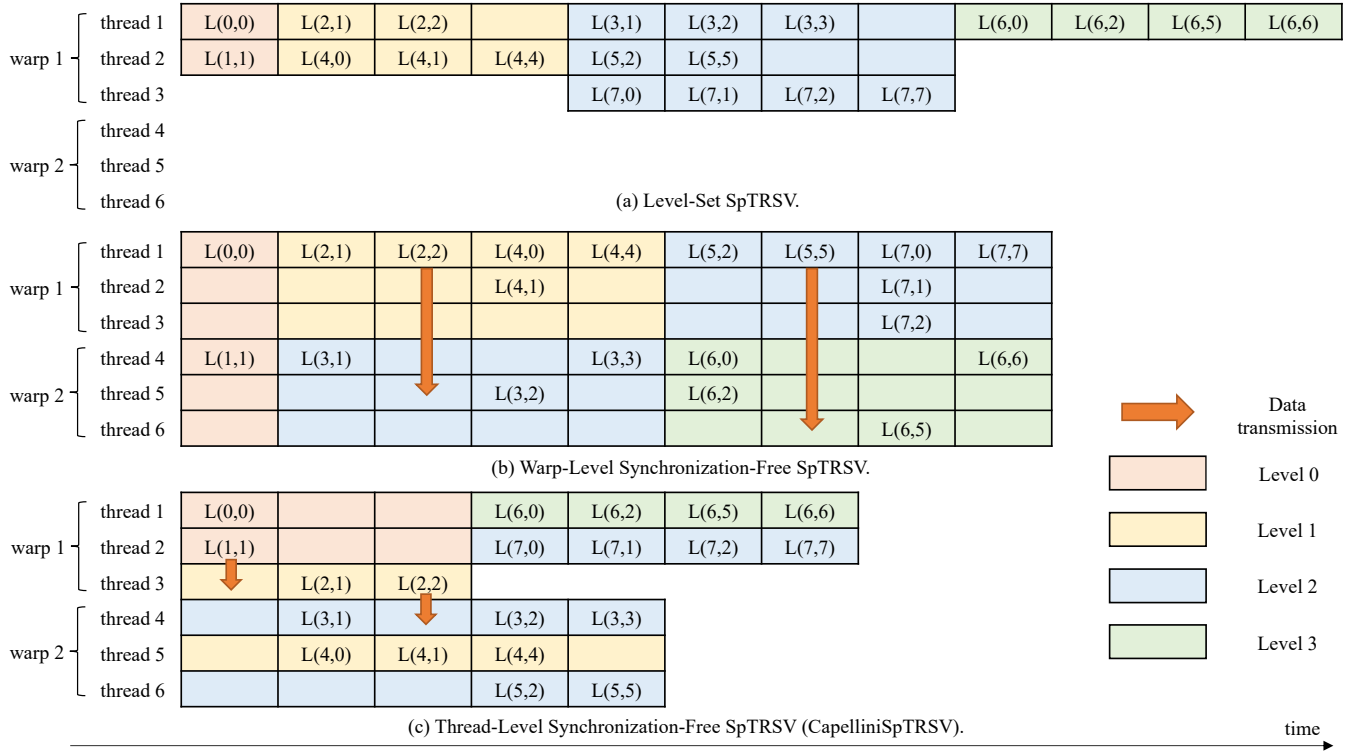 thread 1 L(0,0) L(2,1) L(2,2) L(3,1) L(3,2) L(3,3) L(6,0) L(6,2) L(6,5) L(6,6)
warp 1 thread 2 L(1,1) L(4,0) L(4,1) L(4,4) L(5,2) L(5,5)
thread 3 L(7,0) L(7,1) L(7,2) L(7,7)
thread 4
warp 2 thread 5
thread 6
(a) Level-Set SpTRSV.
thread 1 L(0,0) L(2,1) L(2,2) L(4,0) L(4,4) L(5,2) L(5,5) L(7,0) L(7,7)
warp 1 thread 2 L(4,1) L(7,1)
thread 3 L(7,2)
thread 4 L(1,1) L(3,1) L(3,3) L(6,0) L(6,6)
warp 2 thread 5 L(3,2) L(6,2)
thread 6 L(6,5)
(b) Warp-Level Synchronization-Free SpTRSV.
thread 1 L(0,0) L(6,0) L(6,2) L(6,5) L(6,6)
warp 1 thread 2 L(1,1) L(7,0) L(7,1) L(7,2) L(7,7)
thread 3 L(2,1) L(2,2)
thread 4 L(3,1) L(3,2) L(3,3)
warp 2 thread 5 L(4,0) L(4,1) L(4,4)
thread 6 L(5,2) L(5,5)
(c) Thread-Level Synchronization-Free SpTRSV (CapelliniSpTRSV).
Data
transmission
Level 0
Level 1
Level 2
Level 3
time